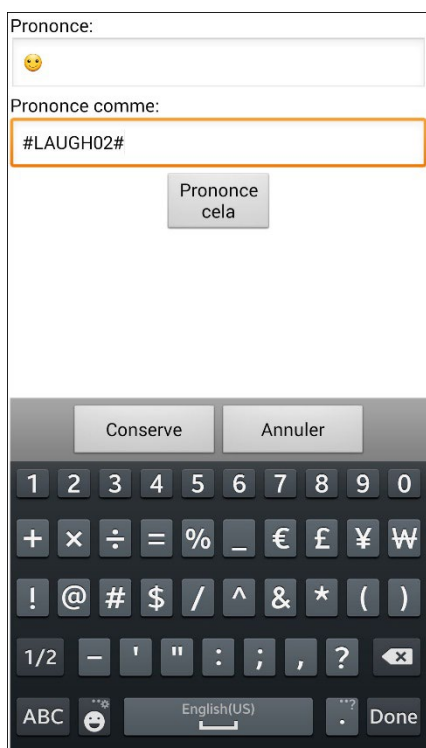 Prononce:
🙂
Prononce comme:
#LAUGH02#
Prononce
cela
Conserve Annuler
1 2 3 4 5 6 7 8 9 0
+ × ÷ = % _ € £ ¥ ₩
! @ # $ / ^ & * ( )
1/2 - ' " : ; , ?
ABC English(US) . Done